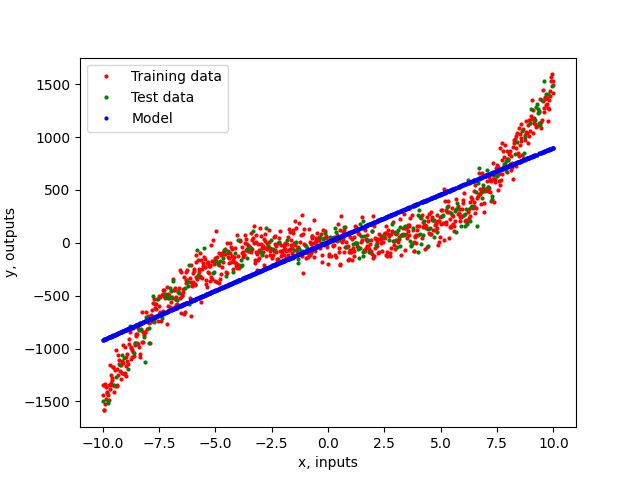 Training data
Test data
Model
1500
1000
500
0
−500
−1000
−1500
y, outputs
−10.0 −7.5 −5.0 −2.5 0.0 2.5 5.0 7.5 10.0
x, inputs